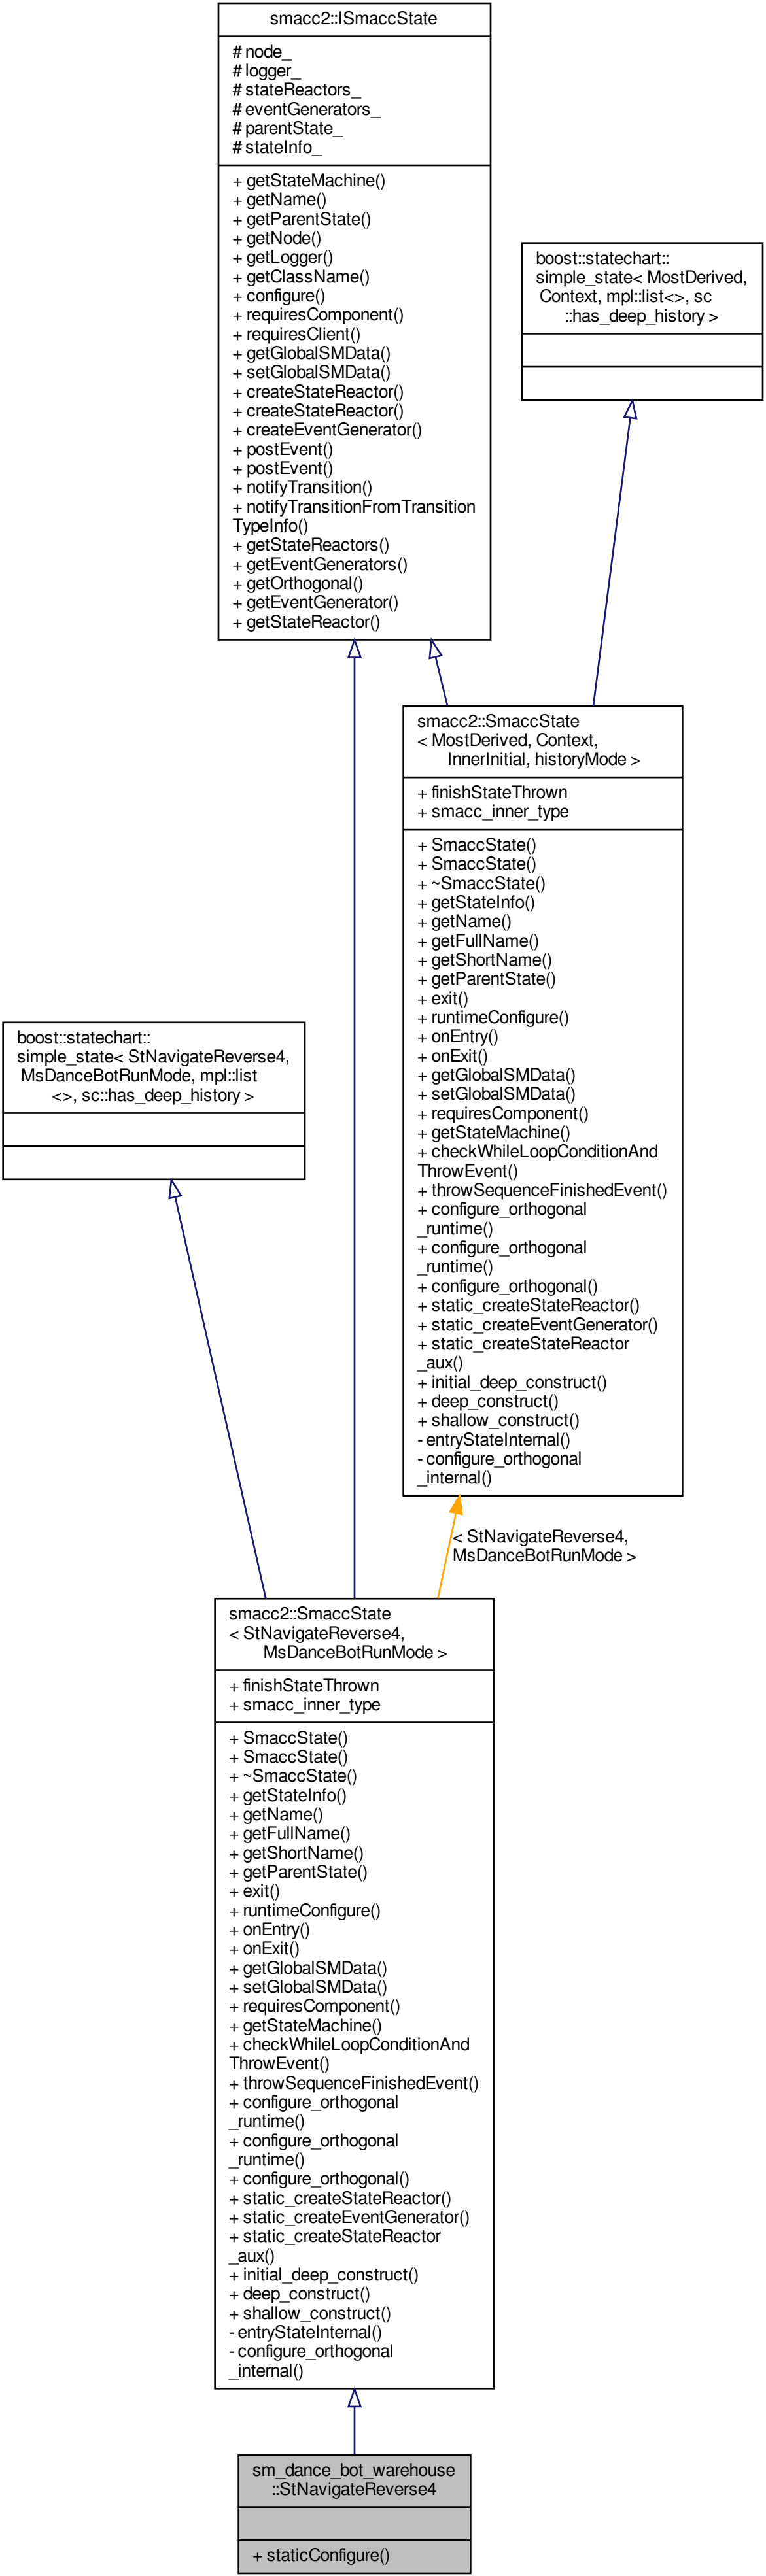 smacc2::ISmaccState
# node_
# logger_
# stateReactors_
# eventGenerators_
# parentState_
# stateInfo_
+ getStateMachine()
+ getName()
+ getParentState()
+ getNode()
+ getLogger()
+ getClassName()
+ configure()
+ requiresComponent()
+ requiresClient()
+ getGlobalSMData()
+ setGlobalSMData()
+ createStateReactor()
+ createStateReactor()
+ createEventGenerator()
+ postEvent()
+ postEvent()
+ notifyTransition()
+ notifyTransitionFromTransition
TypeInfo()
+ getStateReactors()
+ getEventGenerators()
+ getOrthogonal()
+ getEventGenerator()
+ getStateReactor()
boost::statechart::
simple_state< MostDerived,
Context, mpl::list<>, sc
::has_deep_history >
smacc2::SmaccState
< MostDerived, Context,
InnerInitial, historyMode >
+ finishStateThrown
+ smacc_inner_type
+ SmaccState()
+ SmaccState()
+ ~SmaccState()
+ getStateInfo()
+ getName()
+ getFullName()
+ getShortName()
+ getParentState()
+ exit()
+ runtimeConfigure()
+ onEntry()
+ onExit()
+ getGlobalSMData()
+ setGlobalSMData()
+ requiresComponent()
+ getStateMachine()
+ checkWhileLoopConditionAnd
ThrowEvent()
+ throwSequenceFinishedEvent()
+ configure_orthogonal
_runtime()
+ configure_orthogonal
_runtime()
+ configure_orthogonal()
+ static_createStateReactor()
+ static_createEventGenerator()
+ static_createStateReactor
_aux()
+ initial_deep_construct()
+ deep_construct()
+ shallow_construct()
- entryStateInternal()
- configure_orthogonal
_internal()
boost::statechart::
simple_state< StNavigateReverse4,
MsDanceBotRunMode, mpl::list
<>, sc::has_deep_history >
< StNavigateReverse4,
MsDanceBotRunMode >
smacc2::SmaccState
< StNavigateReverse4,
MsDanceBotRunMode >
+ finishStateThrown
+ smacc_inner_type
+ SmaccState()
+ SmaccState()
+ ~SmaccState()
+ getStateInfo()
+ getName()
+ getFullName()
+ getShortName()
+ getParentState()
+ exit()
+ runtimeConfigure()
+ onEntry()
+ onExit()
+ getGlobalSMData()
+ setGlobalSMData()
+ requiresComponent()
+ getStateMachine()
+ checkWhileLoopConditionAnd
ThrowEvent()
+ throwSequenceFinishedEvent()
+ configure_orthogonal
_runtime()
+ configure_orthogonal
_runtime()
+ configure_orthogonal()
+ static_createStateReactor()
+ static_createEventGenerator()
+ static_createStateReactor
_aux()
+ initial_deep_construct()
+ deep_construct()
+ shallow_construct()
- entryStateInternal()
- configure_orthogonal
_internal()
sm_dance_bot_warehouse
::StNavigateReverse4
+ staticConfigure()